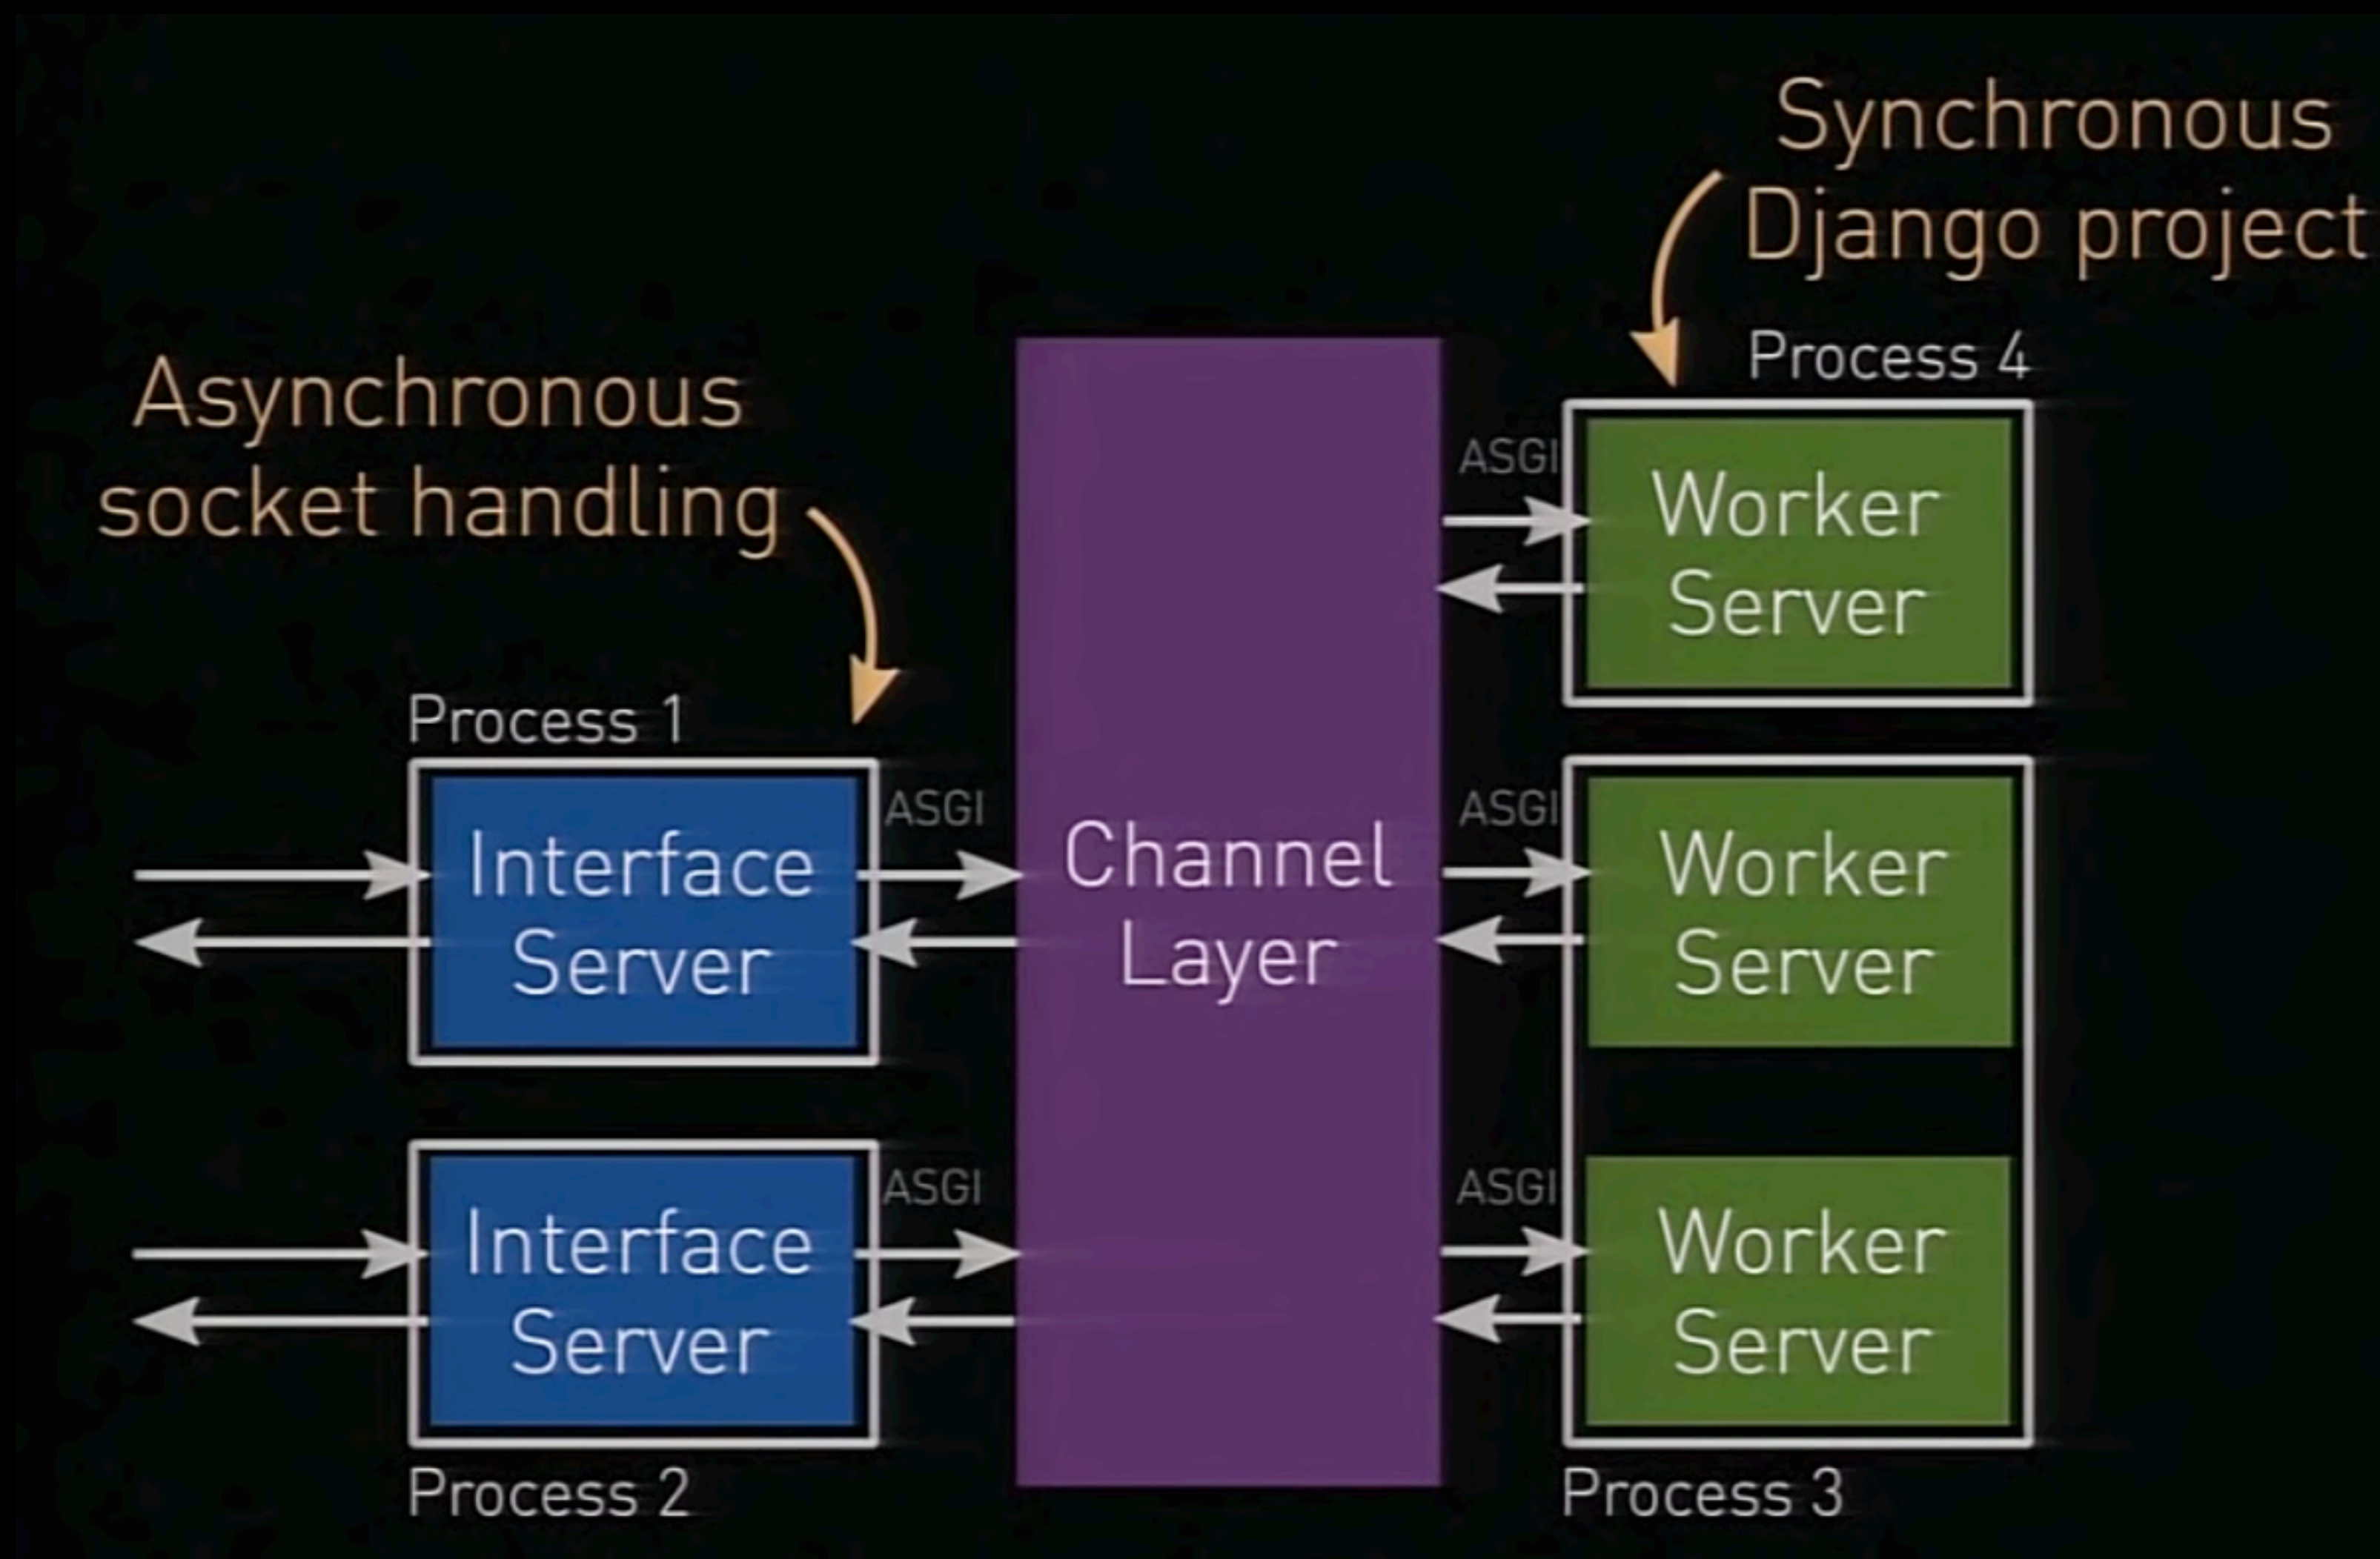 Synchronous
Django project
Process 4
Asynchronous
socket handling
ASGI
Worker
Server
Process 1
ASGI
Interface
Server
Channel
Layer
ASGI
Worker
Server
ASGI
Interface
Server
ASGI
Worker
Server
Process 2
Process 3